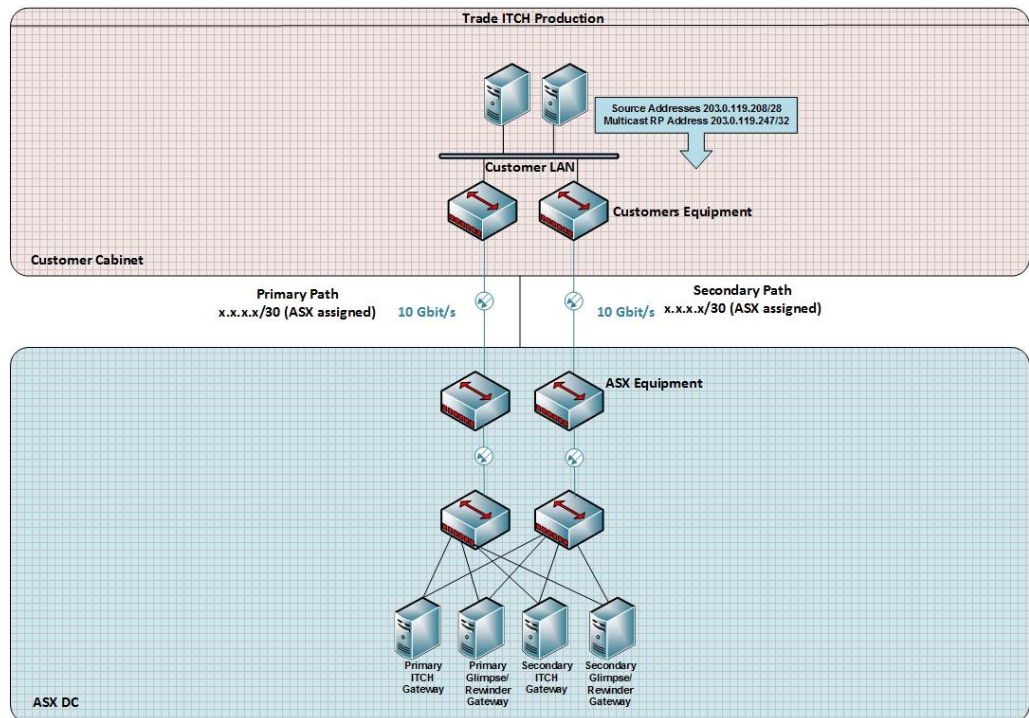 Trade ITCH Production
Source Addresses 203.0.119.208/28
Multicast RP Address 203.0.119.247/32
Customer LAN
Customers Equipment
Customer Cabinet
Primary Path
x.x.x.x/30 (ASX assigned)
10 Gbit/s
10 Gbit/s
Secondary Path
x.x.x.x/30 (ASX assigned)
ASX Equipment
Primary
ITCH
Gateway
Primary
Glimpse/
Rewinder
Gateway
Secondary
ITCH
Gateway
Secondary
Glimpse/
Rewinder
Gateway
ASX DC